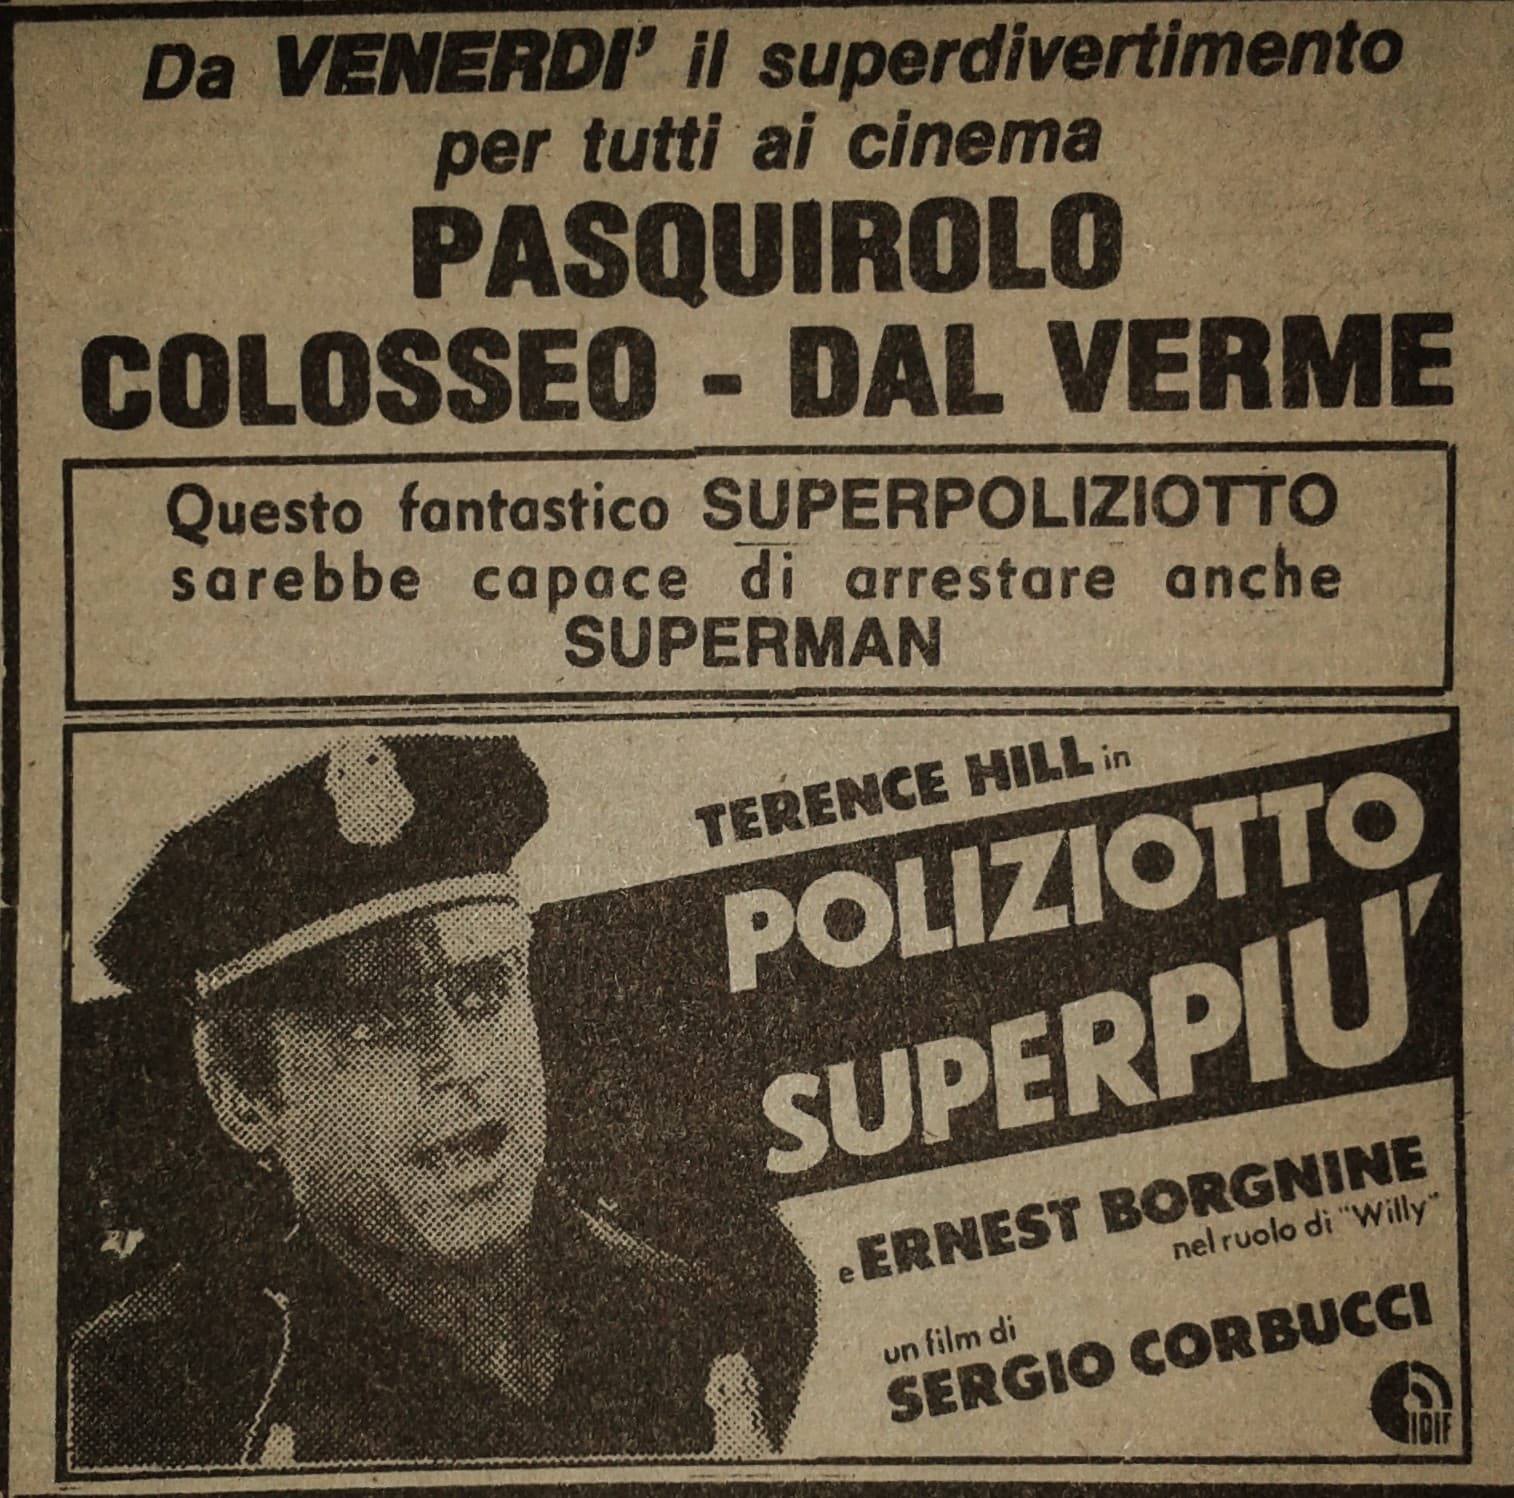 Da VENERDI' il superdivertimento
per tutti ai cinema
PASQUIROLO
COLOSSEO - DAL VERME
Questo fantastico SUPERPOLIZIOTTO
sarebbe capace di arrestare anche
SUPERMAN
TERENCE HILL in
POLIZIOTTO
SUPERPIU'
e ERNEST BORGNINE
nel ruolo di "Willy"
un film di
SERGIO CORBUCCI
IDIF